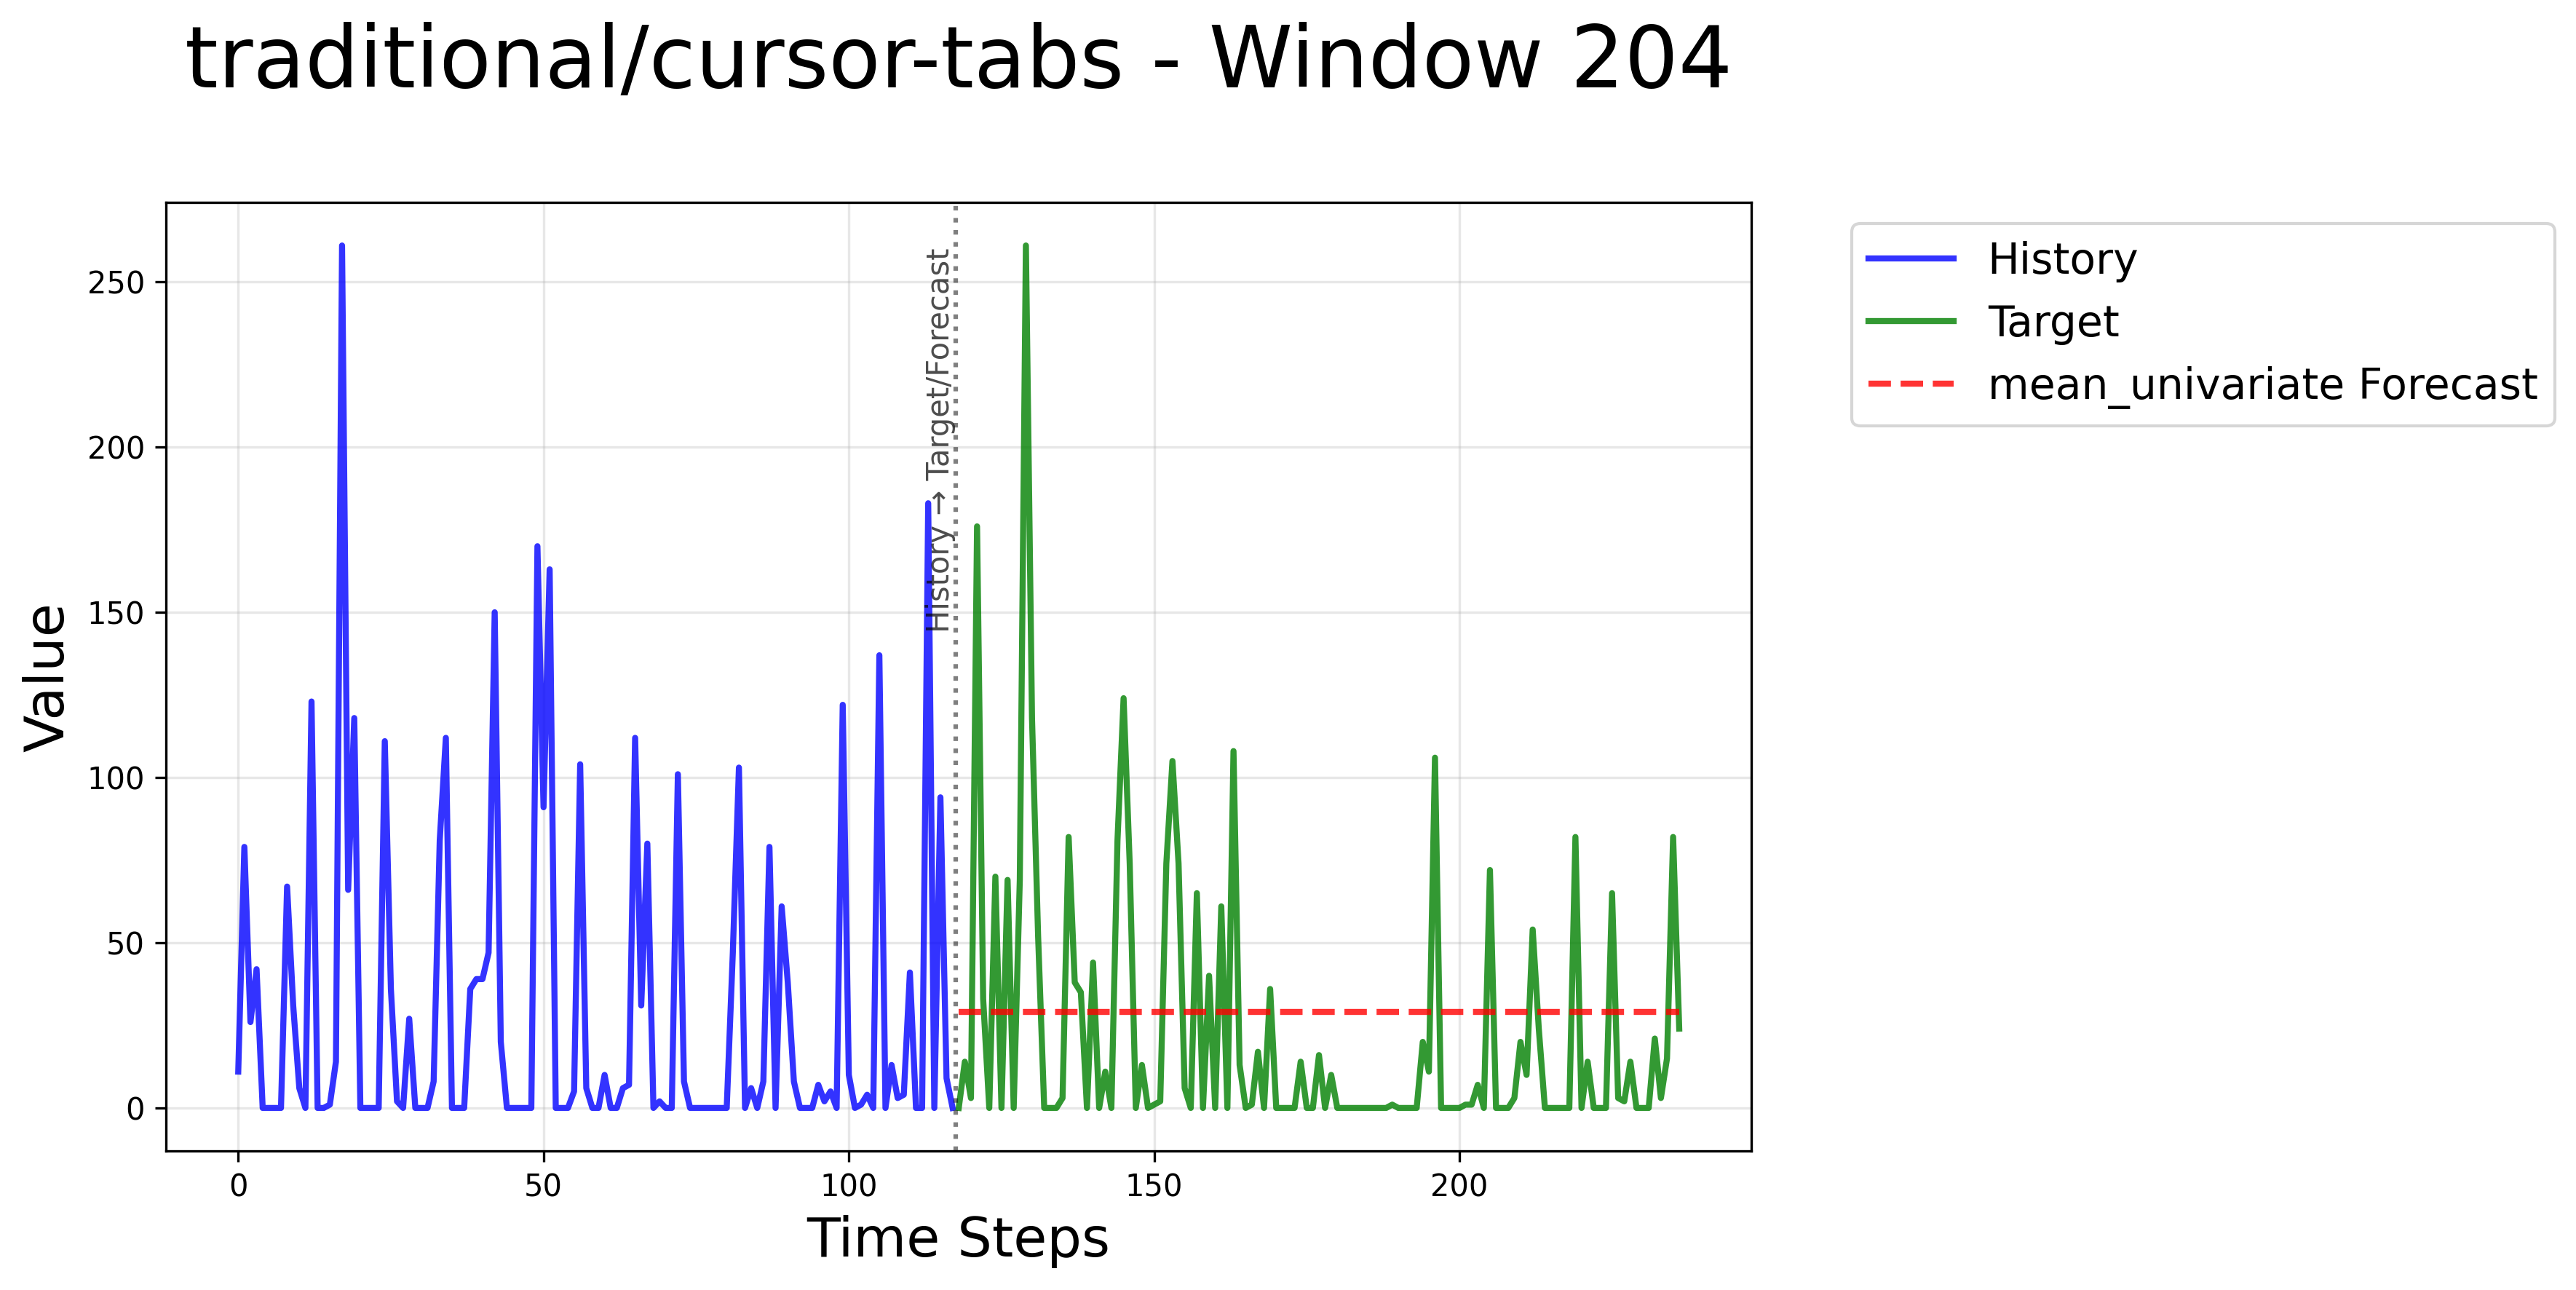 traditional/cursor-tabs - Window 204
History
Target
mean_univariate Forecast
History → Target/Forecast
Value
250
200
150
100
50
0
0
50
100
150
200
Time Steps